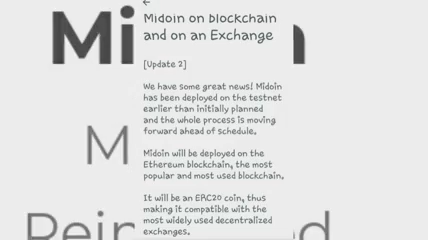 Midoin on blockchain
and on an Exchange
[Update 2]
We have some great news! Midoin
has been deployed on the testnet
earlier than initially planned
and the whole process is moving
forward ahead of schedule.
Midoin will be deployed on the
Ethereum blockchain, the most
popular and most used blockchain.
It will be an ERC20 coin, thus
making it compatible with the
most widely used decentralized
exchanges.